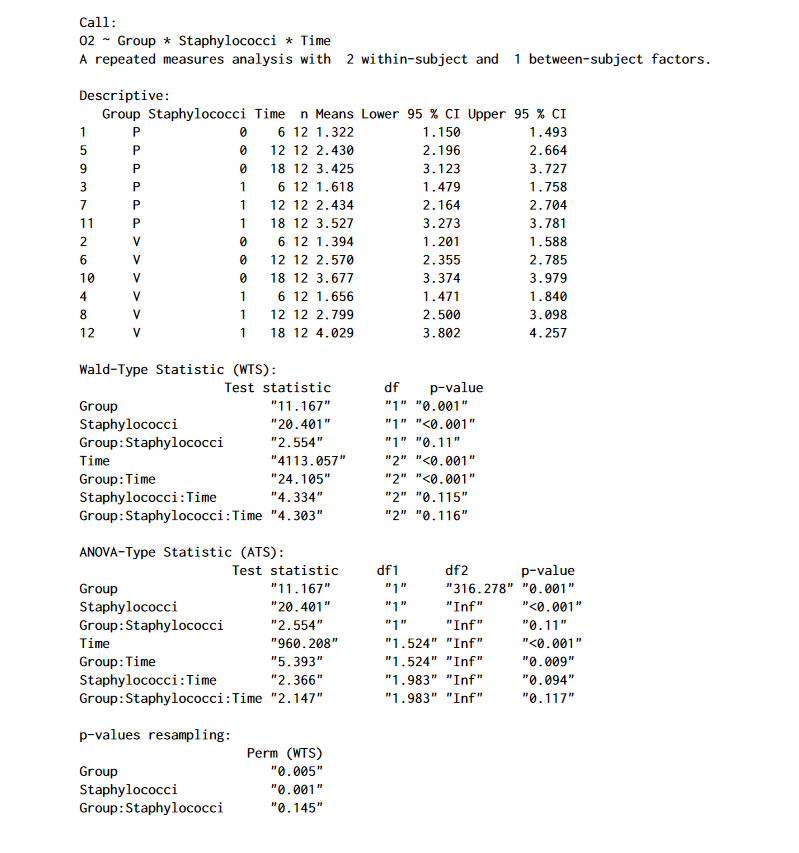 Call:
O2 ~ Group * Staphylococci * Time
A repeated measures analysis with  2 within-subject and  1 between-subject factors.

Descriptive:
   Group Staphylococci Time  n Means Lower 95 % CI Upper 95 % CI
1      P             0    6 12 1.322         1.150         1.493
5      P             0   12 12 2.430         2.196         2.664
9      P             0   18 12 3.425         3.123         3.727
3      P             1    6 12 1.618         1.479         1.758
7      P             1   12 12 2.434         2.164         2.704
11     P             1   18 12 3.527         3.273         3.781
2      V             0    6 12 1.394         1.201         1.588
6      V             0   12 12 2.570         2.355         2.785
10     V             0   18 12 3.677         3.374         3.979
4      V             1    6 12 1.656         1.471         1.840
8      V             1   12 12 2.799         2.500         3.098
12     V             1   18 12 4.029         3.802         4.257

Wald-Type Statistic (WTS):
                   Test statistic       df    p-value
Group                    "11.167"       "1" "0.001"
Staphylococci            "20.401"       "1" "<0.001"
Group:Staphylococci      "2.554"        "1" "0.11"
Time                     "4113.057"     "2" "<0.001"
Group:Time               "24.105"       "2" "<0.001"
Staphylococci:Time       "4.334"        "2" "0.115"
Group:Staphylococci:Time "4.303"        "2" "0.116"

ANOVA-Type Statistic (ATS):
                    Test statistic     df1      df2       p-value
Group                    "11.167"       "1"     "316.278" "0.001"
Staphylococci            "20.401"       "1"     "Inf"     "<0.001"
Group:Staphylococci      "2.554"        "1"     "Inf"     "0.11"
Time                     "960.208"      "1.524" "Inf"     "<0.001"
Group:Time               "5.393"        "1.524" "Inf"     "0.009"
Staphylococci:Time       "2.366"        "1.983" "Inf"     "0.094"
Group:Staphylococci:Time "2.147"        "1.983" "Inf"     "0.117"

p-values resampling:
                      Perm (WTS)
Group                    "0.005"
Staphylococci            "0.001"
Group:Staphylococci      "0.145"